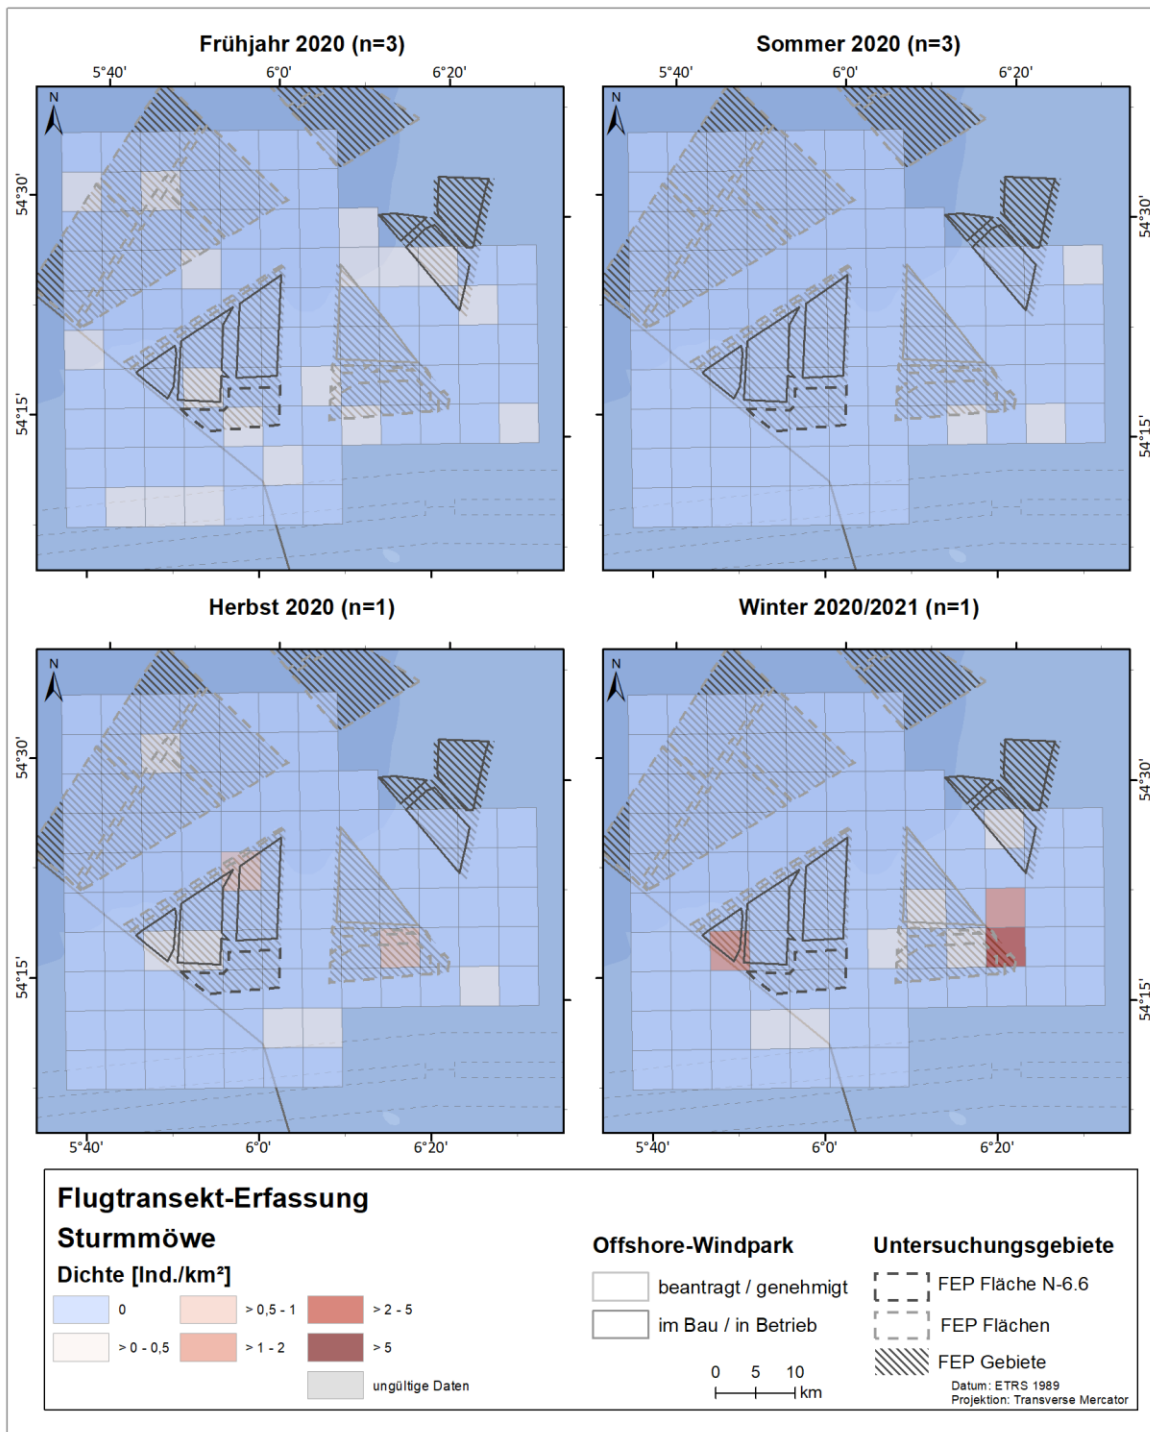 Frühjahr 2020 (n=3)
Sommer 2020 (n=3)
5°40' 6°0' 6°20'
5°40' 6°0' 6°20'
N
N
54°30'
54°30'
54°15'
54°15'
Herbst 2020 (n=1)
Winter 2020/2021 (n=1)
N
N
54°30'
54°30'
54°15'
54°15'
5°40' 6°0' 6°20'
5°40' 6°0' 6°20'
Flugtransekt-Erfassung
Sturmmöwe
Dichte [Ind./km²]
0
> 0 - 0,5
> 0,5 - 1
> 1 - 2
> 2 - 5
> 5
ungültige Daten
Offshore-Windpark
beantragt / genehmigt
im Bau / in Betrieb
0 5 10
km
Untersuchungsgebiete
FEP Fläche N-6.6
FEP Flächen
FEP Gebiete
Datum: ETRS 1989
Projektion: Transverse Mercator